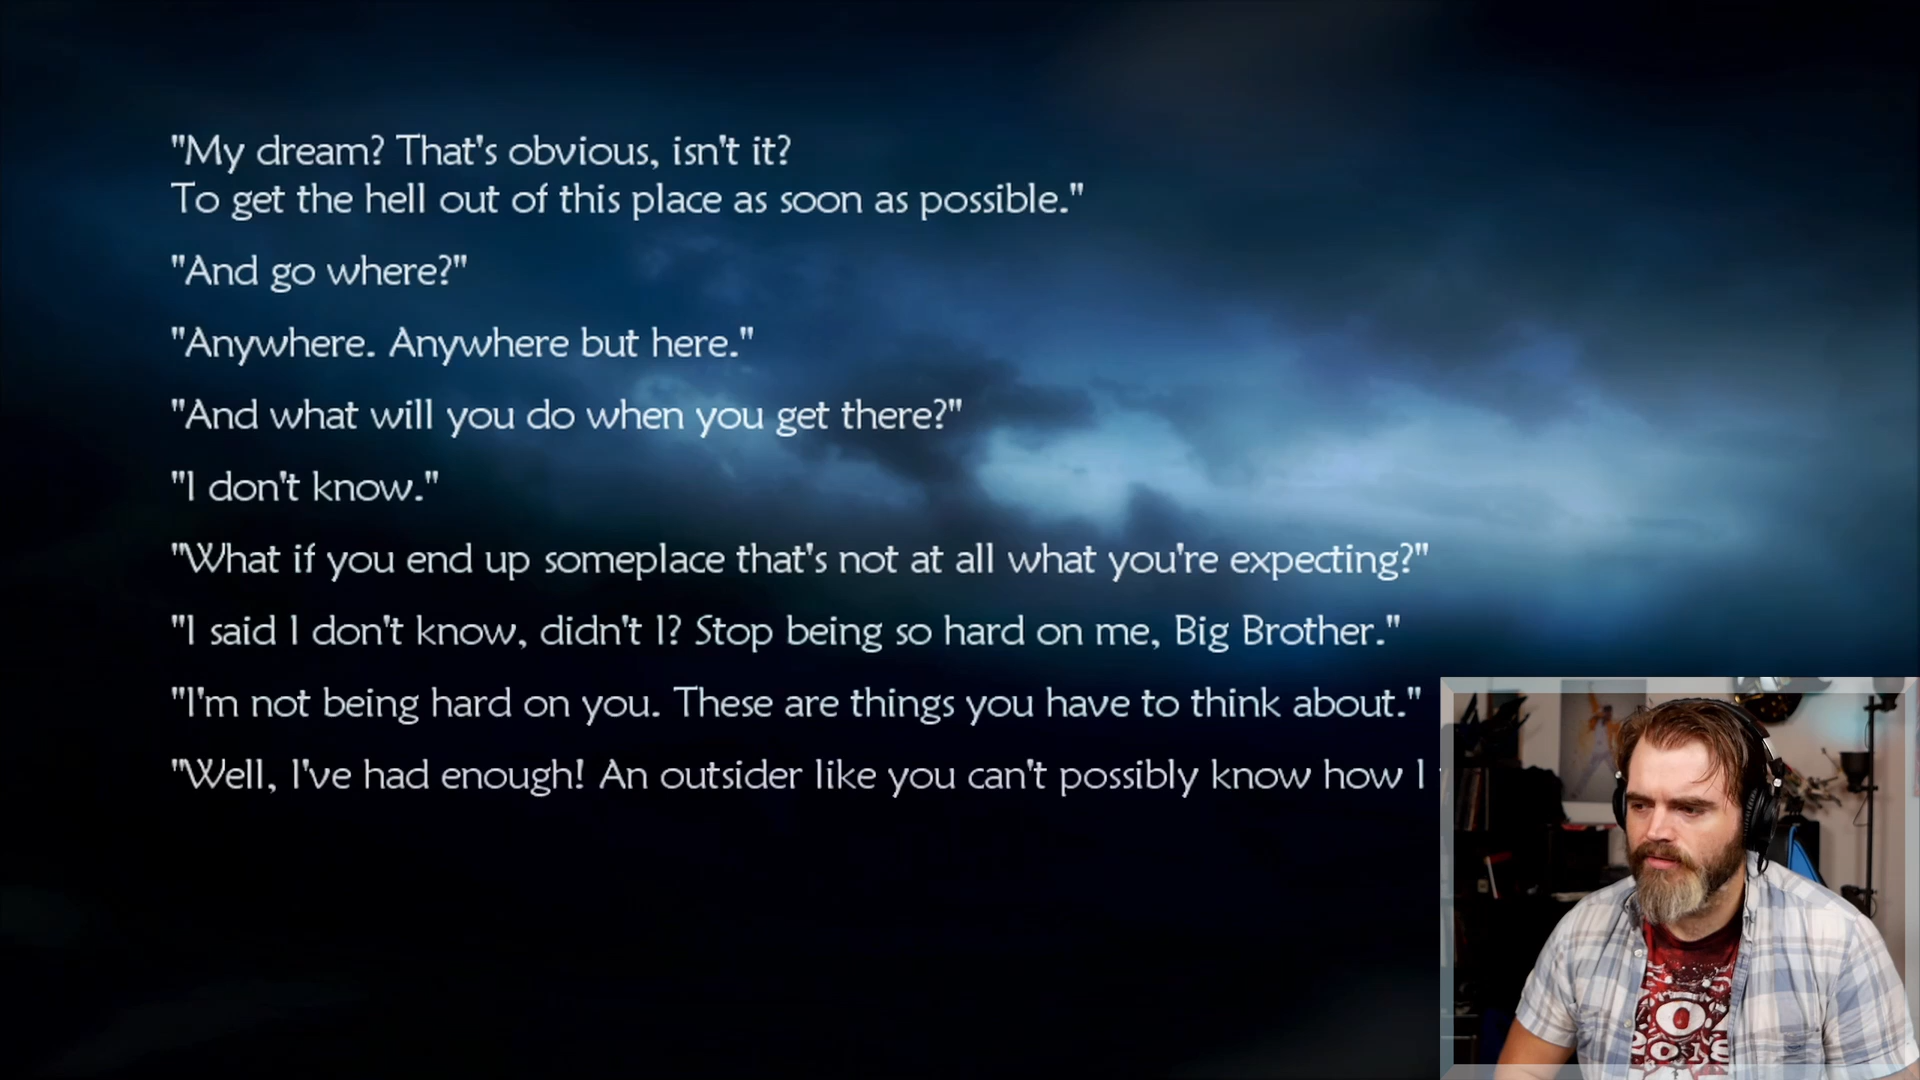 "My dream? That's obvious, isn't it?
To get the hell out of this place as soon as possible."
"And go where?"
"Anywhere. Anywhere but here."
"And what will you do when you get there?"
"I don't know."
"What if you end up someplace that's not at all what you're expecting?"
"I said I don't know, didn't I? Stop being so hard on me, Big Brother."
"I'm not being hard on you. These are things you have to think about."
"Well, I've had enough! An outsider like you can't possibly know how I
2018